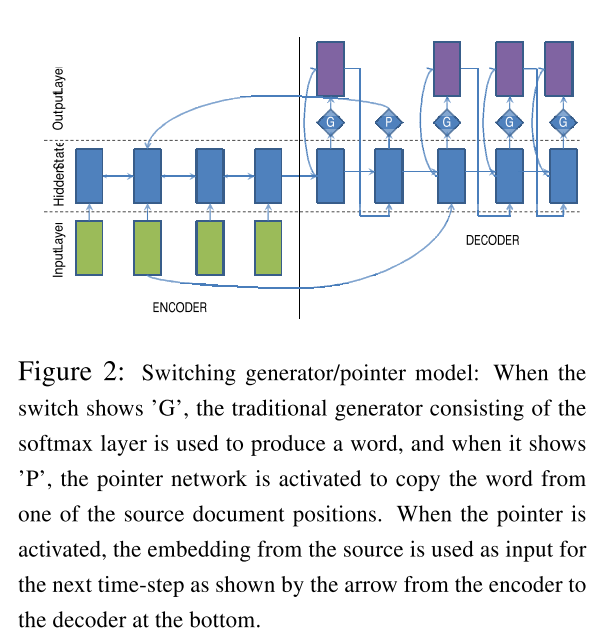 OutputLaye
HiddenState
InputLayer
G
P
G
G
G
ENCODER
DECODER
Figure 2: Switching generator/pointer model: When the
switch shows ’G’, the traditional generator consisting of the
softmax layer is used to produce a word, and when it shows
’P’, the pointer network is activated to copy the word from
one of the source document positions. When the pointer is
activated, the embedding from the source is used as input for
the next time-step as shown by the arrow from the encoder to
the decoder at the bottom.